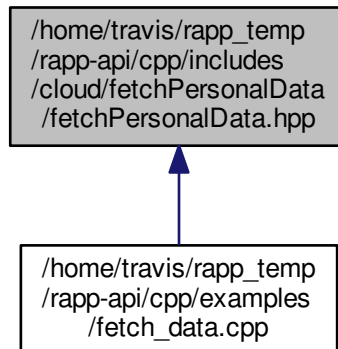 /home/travis/rapp_temp
/rapp-api/cpp/includes
/cloud/fetchPersonalData
/fetchPersonalData.hpp
/home/travis/rapp_temp
/rapp-api/cpp/examples
/fetch_data.cpp